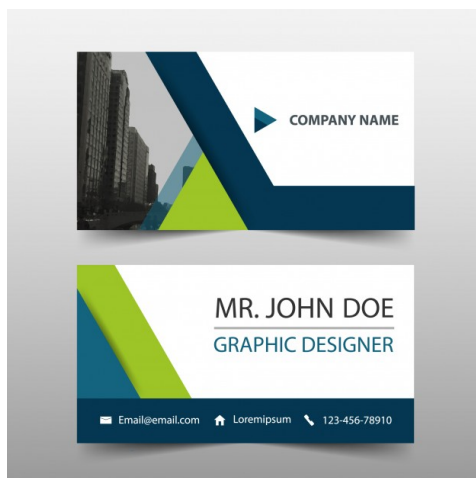 COMPANY NAME
MR. JOHN DOE
GRAPHIC DESIGNER
Email@email.com Loremipsum 123-456-78910